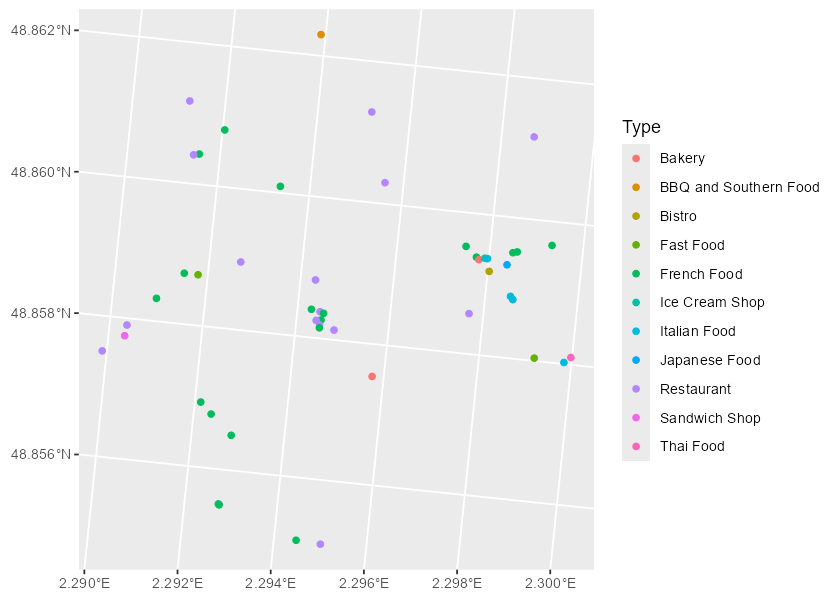 48.862°N
48.860°N
48.858°N
48.856°N
2.290°E
2.292°E
2.294°E
2.296°E
2.298°E
2.300°E
Type
Bakery
BBQ and Southern Food
Bistro
Fast Food
French Food
Ice Cream Shop
Italian Food
Japanese Food
Restaurant
Sandwich Shop
Thai Food